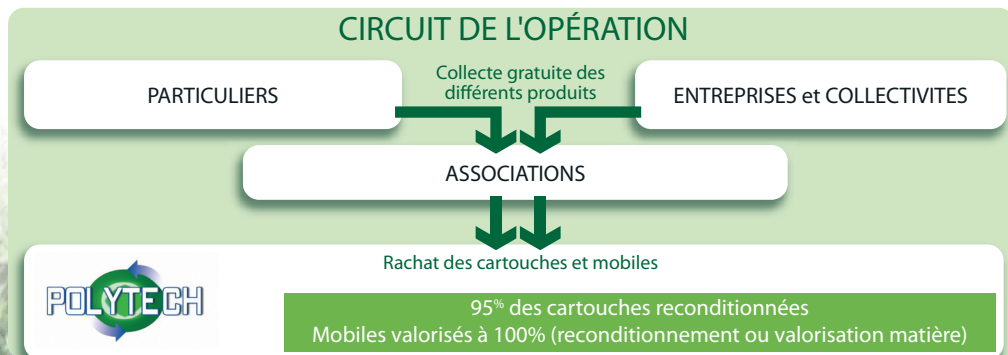 CIRCUIT DE L'OPÉRATION
PARTICULIERS
Collecte gratuite des
différents produits
ENTREPRISES et COLLECTIVITES
ASSOCIATIONS
Rachat des cartouches et mobiles
POLYTECH
95% des cartouches reconditionnées
Mobiles valorisés à 100% (reconditionnement ou valorisation matière)